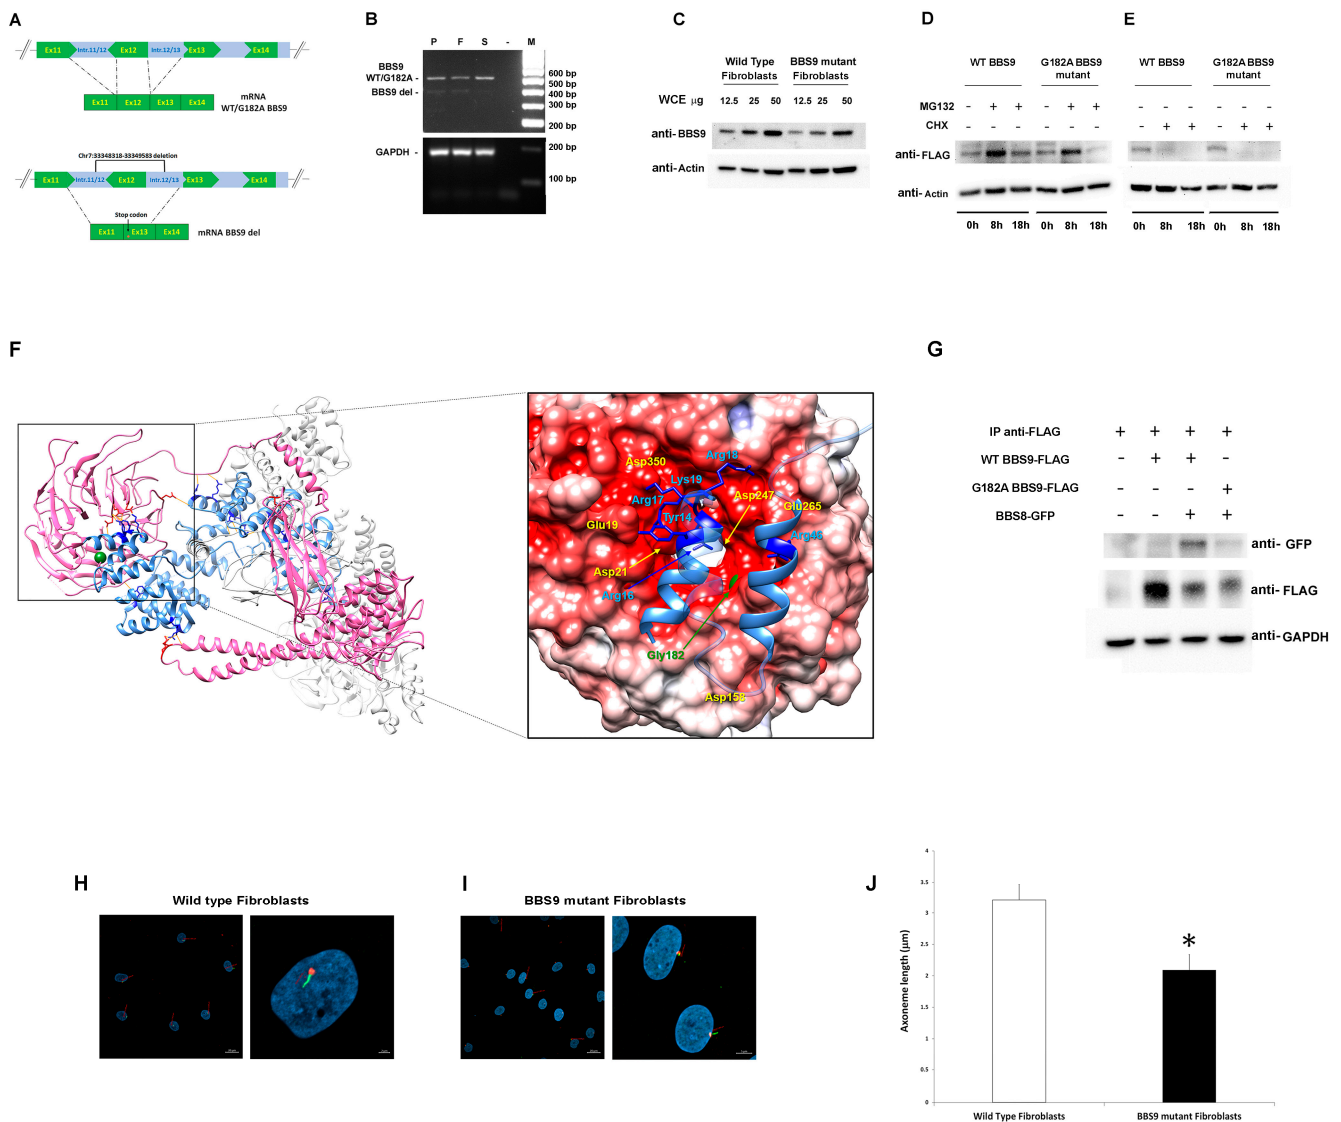 A
Ex11 Intr.11/12 Ex12 Intr.12/13 Ex13 Ex14
Ex11 Ex12 Ex13 Ex14
mRNA
WT/G182A BBS9
Chr7:33348318-33349583 deletion
Ex11 Intr.11/12 Ex12 Intr.12/13 Ex13 Ex14
Stop codon
Ex11 Ex13 Ex14
mRNA BBS9 del
B
P F S - M
BBS9
WT/G182A -
BBS9 del -
600 bp
500 bp
400 bp
300 bp
200 bp
GAPDH -
200 bp
100 bp
C
Wild Type
Fibroblasts
BBS9 mutant
Fibroblasts
WCE µg 12.5 25 50 12.5 25 50
anti-BBS9
anti-Actin
D
WT BBS9
G182A BBS9
mutant
MG132 - + + - + +
CHX - - - - - -
anti-FLAG
anti-Actin
0h 8h 18h 0h 8h 18h
E
WT BBS9
G182A BBS9
mutant
- - - - - -
- + + - + +
0h 8h 18h 0h 8h 18h
F
Asp350
Arg18
Lys19
Arg17
Asp247
Glu265
Tyr14
Glu19
Arg48
Asp21
Arg16
Gly182
Asp158
G
IP anti-FLAG + + + +
WT BBS9-FLAG - + + -
G182A BBS9-FLAG - - - +
BBS8-GFP - - + +
anti- GFP
anti- FLAG
anti-GAPDH
H
Wild type Fibroblasts
I
BBS9 mutant Fibroblasts
J
Axoneme length (µm)
4
3.5
3
2.5
2
1.5
1
0.5
0
*
Wild Type Fibroblasts
BBS9 mutant Fibroblasts